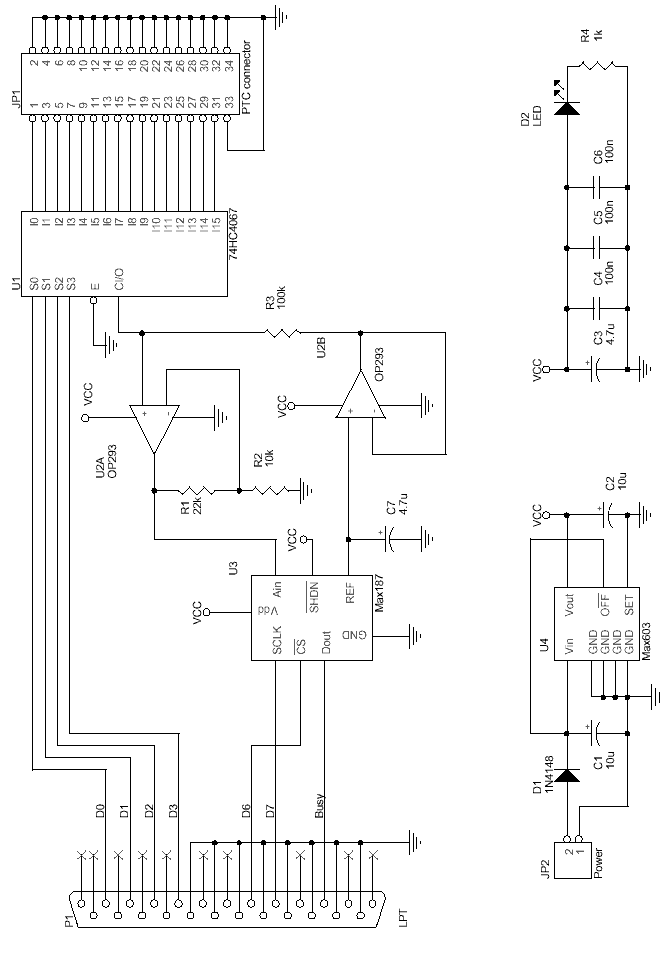 2 4 6 8 10 12 14 16 18 20 22 24 26 28 30 32 34
1 3 5 7 9 11 13 15 17 19 21 23 25 27 29 31 33
JP1
PTC connector
I0 I1 I2 I3 I4 I5 I6 I7 I8 I9 I10 I11 I12 I13 I14 I15
U1
74HC4067
S0 S1 S2 S3 E CI/O
R3
100k
U2B
OP293
VCC
+ -
VCC
+ -
U2A
OP293
R1
22k
R2
10k
C7
4.7u
+
VCC
U3
Ain SHDN REF
Max187
VCC
Vdd
SCLK CS Dout GND
D0 D1 D2 D3 D6 D7 Busy
P1
LPT
R4
1k
D2
LED
C6
100n
C5
100n
C4
100n
C3
4.7u
+
VCC
VCC
C2
10u
+
U4
Vout OFF SET
Vin GND GND GND GND
Max603
C1
10u
+
D1
1N4148
JP2
2 1
Power